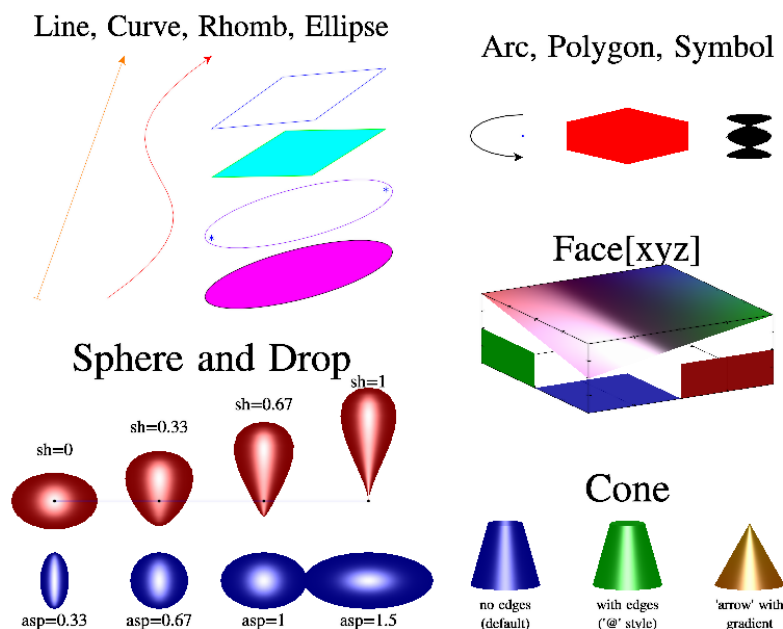 Line, Curve, Rhomb, Ellipse
Arc, Polygon, Symbol
Face[xyz]
Sphere and Drop
sh=0
sh=0.33
sh=0.67
sh=1
asp=0.33
asp=0.67
asp=1
asp=1.5
Cone
no edges
(default)
with edges
('@' style)
'arrow' with
gradient